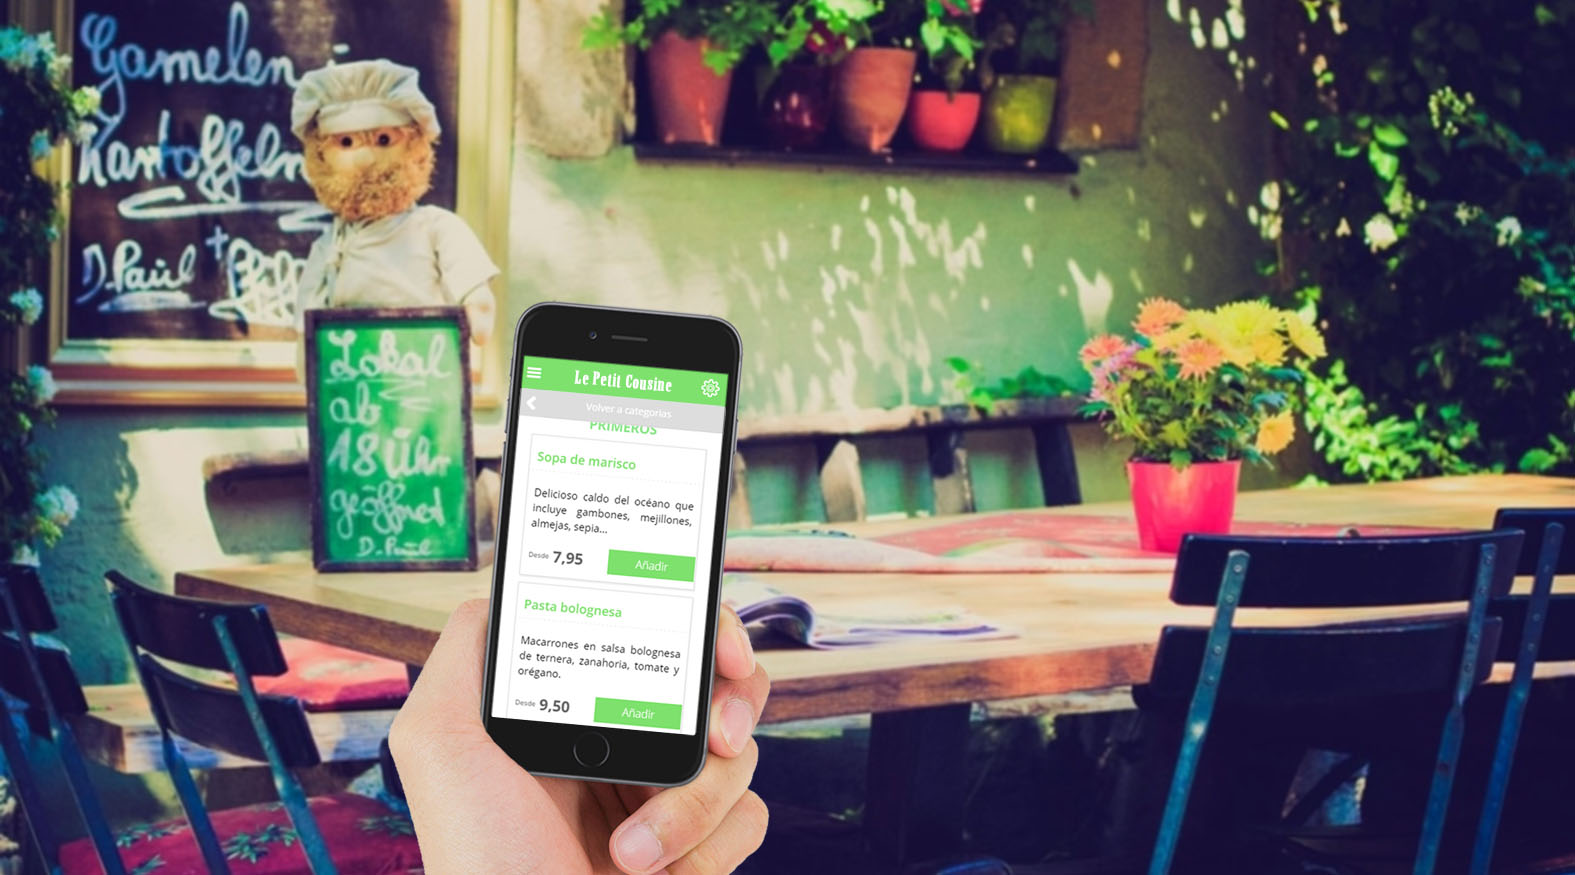 Gamelen
Kartoffeln
D.Paul +
Lokal
ab
18 Uhr
geöffnet
D-Paul
Le Petit Cousine
Volver a categorias
PRIMEROS
Sopa de marisco
Delicioso caldo del océano que
incluye gambones, mejillones,
almejas, sepia...
Desde 7,95 Añadir
Pasta bolognesa
Macarrones en salsa bolognesa
de ternera, zanahoria, tomate y
orégano.
Desde 9,50 Añadir